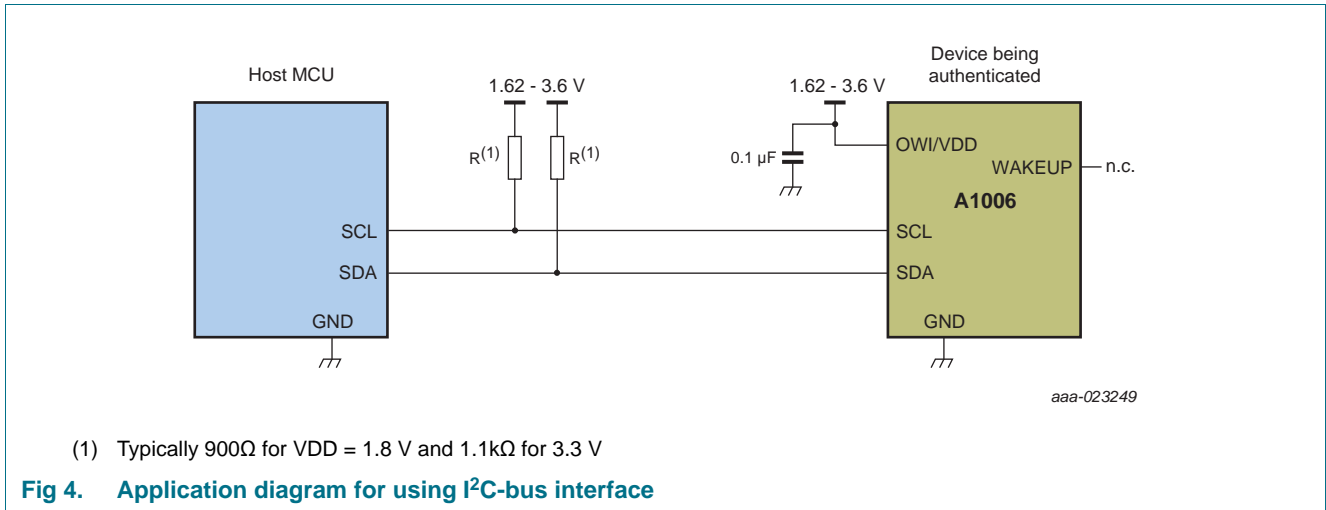 Host MCU
Device being
authenticated
1.62 - 3.6 V
1.62 - 3.6 V
R(1)
R(1)
0.1 µF
OWI/VDD
WAKEUP
n.c.
A1006
SCL
SCL
SDA
SDA
GND
GND
aaa-023249
(1) Typically 900Ω for VDD = 1.8 V and 1.1kΩ for 3.3 V
Fig 4. Application diagram for using I²C-bus interface